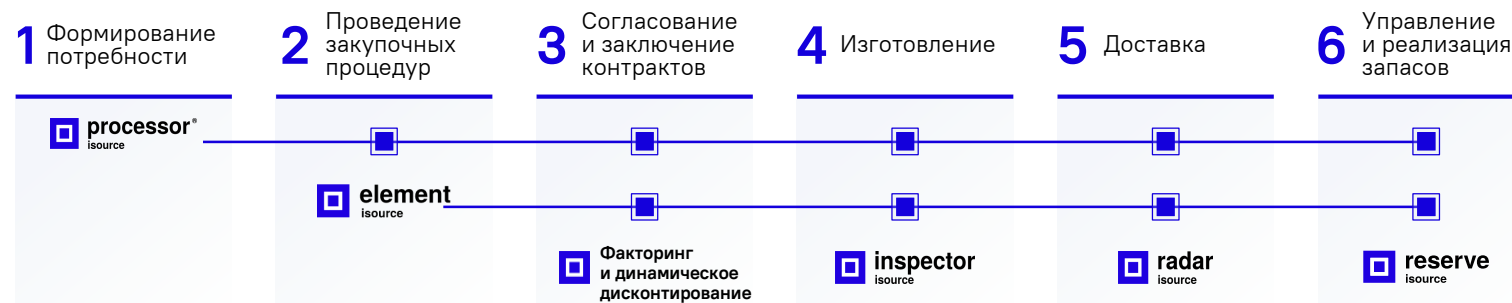 1 Формирование
потребности
2 Проведение
закупочных
процедур
3 Согласование
и заключение
контрактов
4 Изготовление
5 Доставка
6 Управление
и реализация
запасов
processor®
isource
element
isource
Факторинг
и динамическое
дисконтирование
inspector
isource
radar
isource
reserve
isource